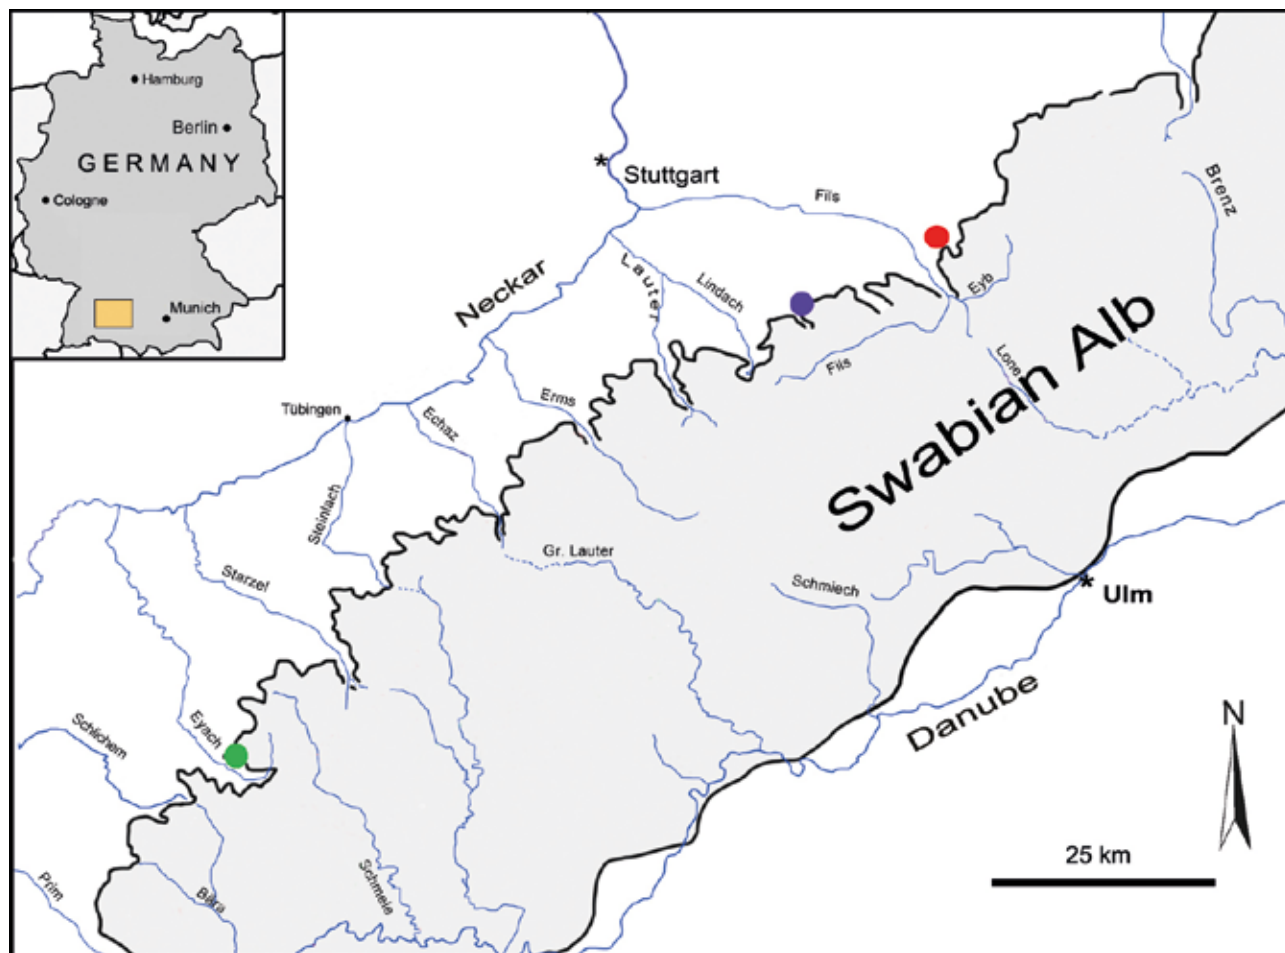 Hamburg
Berlin
GERMANY
Cologne
Munich
*
Stuttgart
Fils
Brenz
Neckar
Lauter
Lindach
Eyb
Fils
Lone
Swabian Alb
Tübingen
Echaz
Erms
Steinlach
Gr. Lauter
Starzel
Schmiech
*
Ulm
Danube
N
Eyach
Schlichem
25 km
Prim
Bära
Schmeie